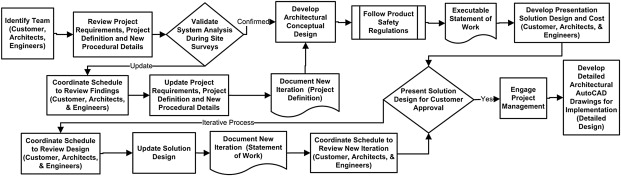 Identify Team
(Customer,
Architects,
Engineers)
Review Project
Requirements, Project
Definition and New
Procedural Details
Validate
System Analysis
During Site
Surveys
Confirmed
Develop
Architectural
Conceptual
Design
Follow Product
Safety
Regulations
Executable
Statement of
Work
Develop Presentation
Solution Design and Cost
(Customer, Architects,
& Engineers)
Update
Coordinate Schedule
to Review Findings
(Customer, Architects,
& Engineers)
Update Project
Requirements, Project
Definition and New
Procedural Details
Document New
Iteration (Project
Definition)
Present Solution
Design for Customer
Approval
Yes
Engage
Project
Management
Develop
Detailed
Architectural
AutoCAD
Drawings for
Implementation
(Detailed Design)
Iterative Process
Coordinate Schedule
to Review Design
(Customer, Architects, &
Engineers)
Update Solution
Design
Document New
Iteration (Statement
of Work)
Coordinate Schedule to
Review New Iteration
(Customer, Architects, &
Engineers)